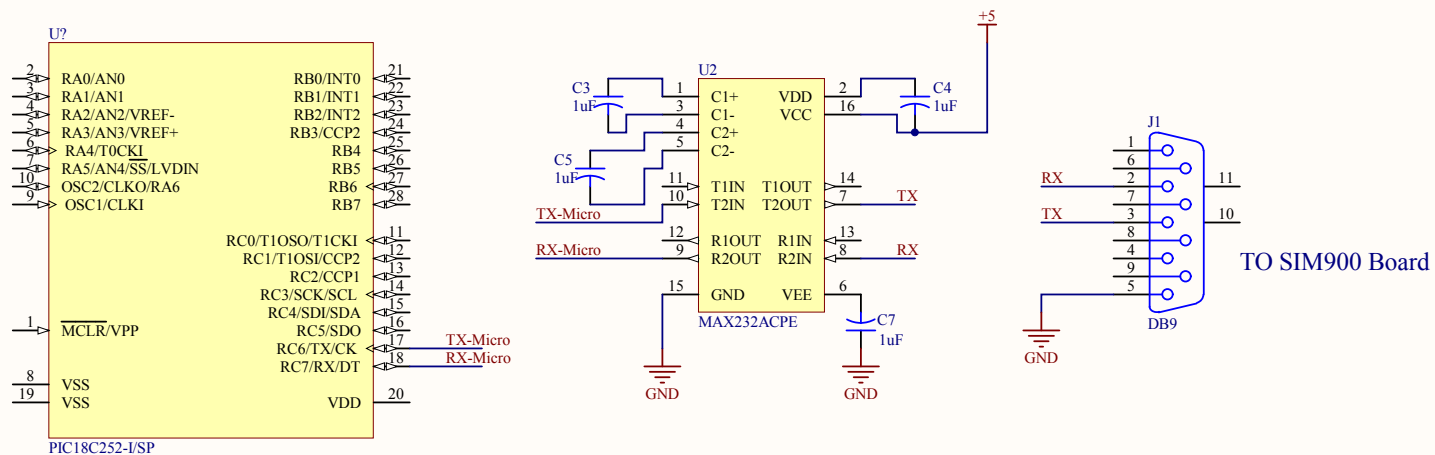 U?
2 RA0/AN0 RB0/INT0 21
3 RA1/AN1 RB1/INT1 22
4 RA2/AN2/VREF- RB2/INT2 23
5 RA3/AN3/VREF+ RB3/CCP2 24
6 RA4/T0CKI RB4 25
7 RA5/AN4/SS/LVDIN RB5 26
10 OSC2/CLKO/RA6 RB6 27
9 OSC1/CLKI RB7 28
RC0/T1OSO/T1CKI 11
RC1/T1OSI/CCP2 12
RC2/CCP1 13
RC3/SCK/SCL 14
RC4/SDI/SDA 15
1 MCLR/VPP RC5/SDO 16
RC6/TX/CK 17 TX-Micro
RC7/RX/DT 18 RX-Micro
8 VSS
19 VSS VDD 20
PIC18C252-I/SP
+5
U2
C3
1uF
C5
1uF
C4
1uF
1 C1+ VDD 2
3 C1- VCC 16
4 C2+
5 C2-
11 T1IN T1OUT 14
TX-Micro 10 T2IN T2OUT 7 TX
12 R1OUT R1IN 13
RX-Micro 9 R2OUT R2IN 8 RX
15 GND VEE 6
MAX232ACPE
C7
1uF
GND
GND
J1
1
6
RX 2 11
7
TX 3 10
8
4
9
5
DB9
GND
TO SIM900 Board